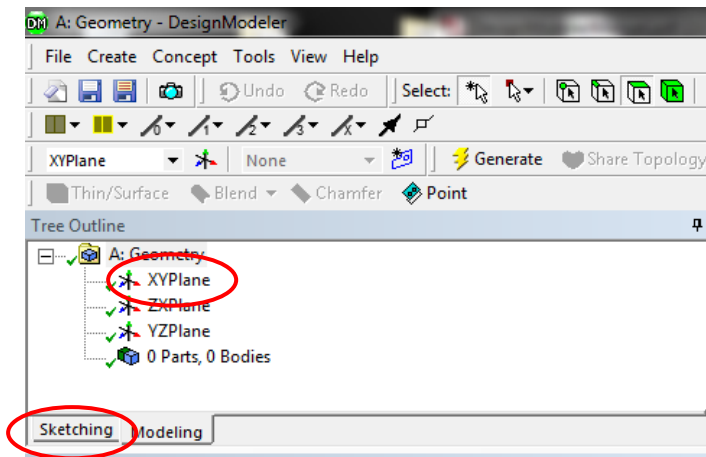 DM A: Geometry - DesignModeler
File Create Concept Tools View Help
Undo Redo Select:
XYPlane None Generate Share Topology
Thin/Surface Blend Chamfer Point
Tree Outline
A: Geometry
XYPlane
ZXPlane
YZPlane
0 Parts, 0 Bodies
Sketching Modeling